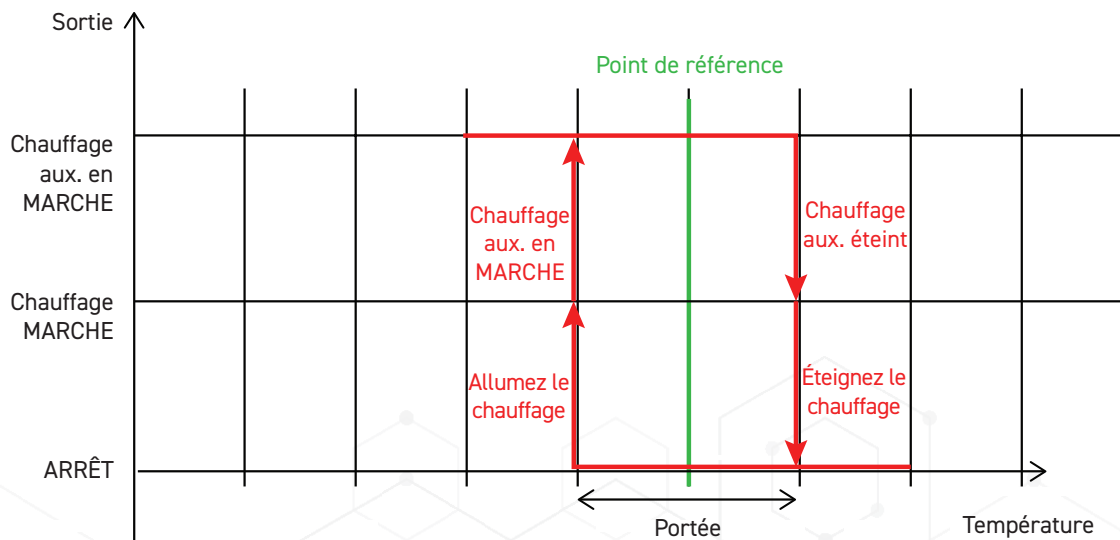 Sortie
Point de référence
Chauffage
aux. en
MARCHE
Chauffage
aux. en
MARCHE
Chauffage
aux. éteint
Chauffage
MARCHE
Allumez le
chauffage
Éteignez le
chauffage
ARRÊT
Portée
Température